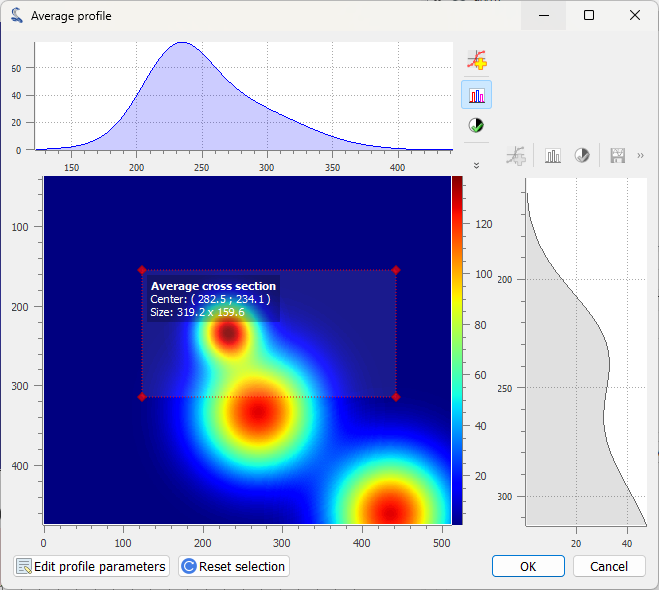 Average profile
60
40
20
0
150 200 250 300 350 400
»
100
200
300
400
Average cross section
Center: ( 282.5 ; 234.1 )
Size: 319.2 x 159.6
0 100 200 300 400 500
120
100
80
60
40
20
»
200
250
300
20 40
Edit profile parameters
Reset selection
OK
Cancel